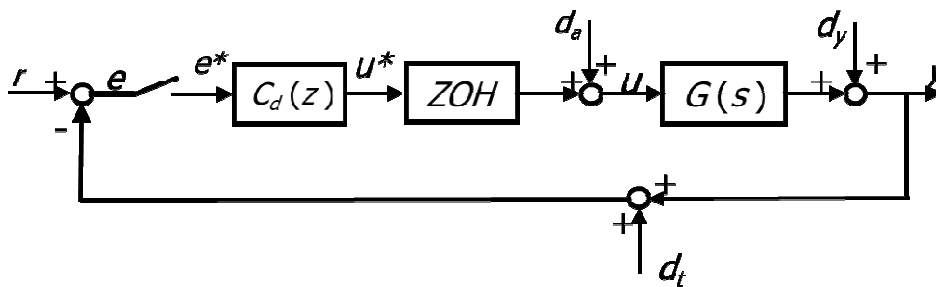 d_a
d_y
r + e e* C_d(z) u* ZOH + + u G(s) + +
-
+
+
d_t